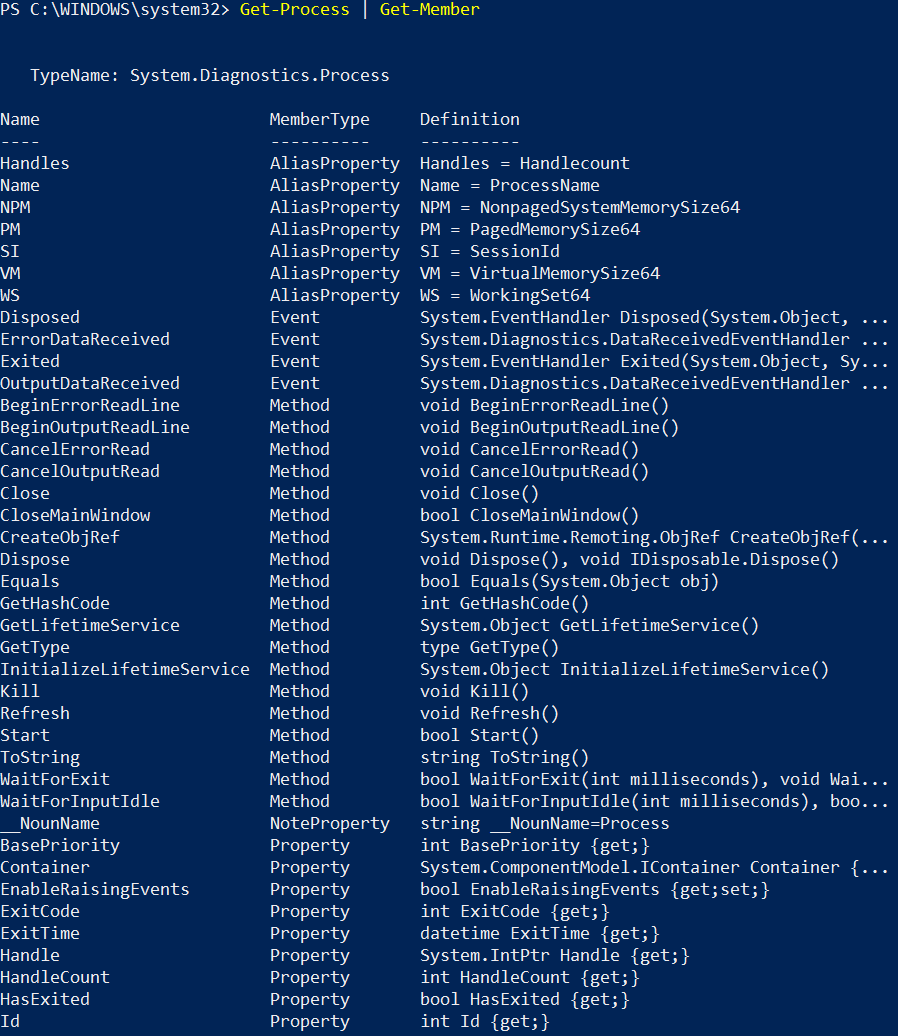 PS C:\WINDOWS\system32> Get-Process | Get-Member
TypeName: System.Diagnostics.Process
Name MemberType Definition
---- ---------- ----------
Handles AliasProperty Handles = Handlecount
Name AliasProperty Name = ProcessName
NPM AliasProperty NPM = NonpagedSystemMemorySize64
PM AliasProperty PM = PagedMemorySize64
SI AliasProperty SI = SessionId
VM AliasProperty VM = VirtualMemorySize64
WS AliasProperty WS = WorkingSet64
Disposed Event System.EventHandler Disposed(System.Object, ...
ErrorDataReceived Event System.Diagnostics.DataReceivedEventHandler ...
Exited Event System.EventHandler Exited(System.Object, Sy...
OutputDataReceived Event System.Diagnostics.DataReceivedEventHandler ...
BeginErrorReadLine Method void BeginErrorReadLine()
BeginOutputReadLine Method void BeginOutputReadLine()
CancelErrorRead Method void CancelErrorRead()
CancelOutputRead Method void CancelOutputRead()
Close Method void Close()
CloseMainWindow Method bool CloseMainWindow()
CreateObjRef Method System.Runtime.Remoting.ObjRef CreateObjRef(...
Dispose Method void Dispose(), void IDisposable.Dispose()
Equals Method bool Equals(System.Object obj)
GetHashCode Method int GetHashCode()
GetLifetimeService Method System.Object GetLifetimeService()
GetType Method type GetType()
InitializeLifetimeService Method System.Object InitializeLifetimeService()
Kill Method void Kill()
Refresh Method void Refresh()
Start Method bool Start()
ToString Method string ToString()
WaitForExit Method bool WaitForExit(int milliseconds), void Wai...
WaitForInputIdle Method bool WaitForInputIdle(int milliseconds), boo...
__NounName NoteProperty string __NounName=Process
BasePriority Property int BasePriority {get;}
Container Property System.ComponentModel.IContainer Container {...
EnableRaisingEvents Property bool EnableRaisingEvents {get;set;}
ExitCode Property int ExitCode {get;}
ExitTime Property datetime ExitTime {get;}
Handle Property System.IntPtr Handle {get;}
HandleCount Property int HandleCount {get;}
HasExited Property bool HasExited {get;}
Id Property int Id {get;}